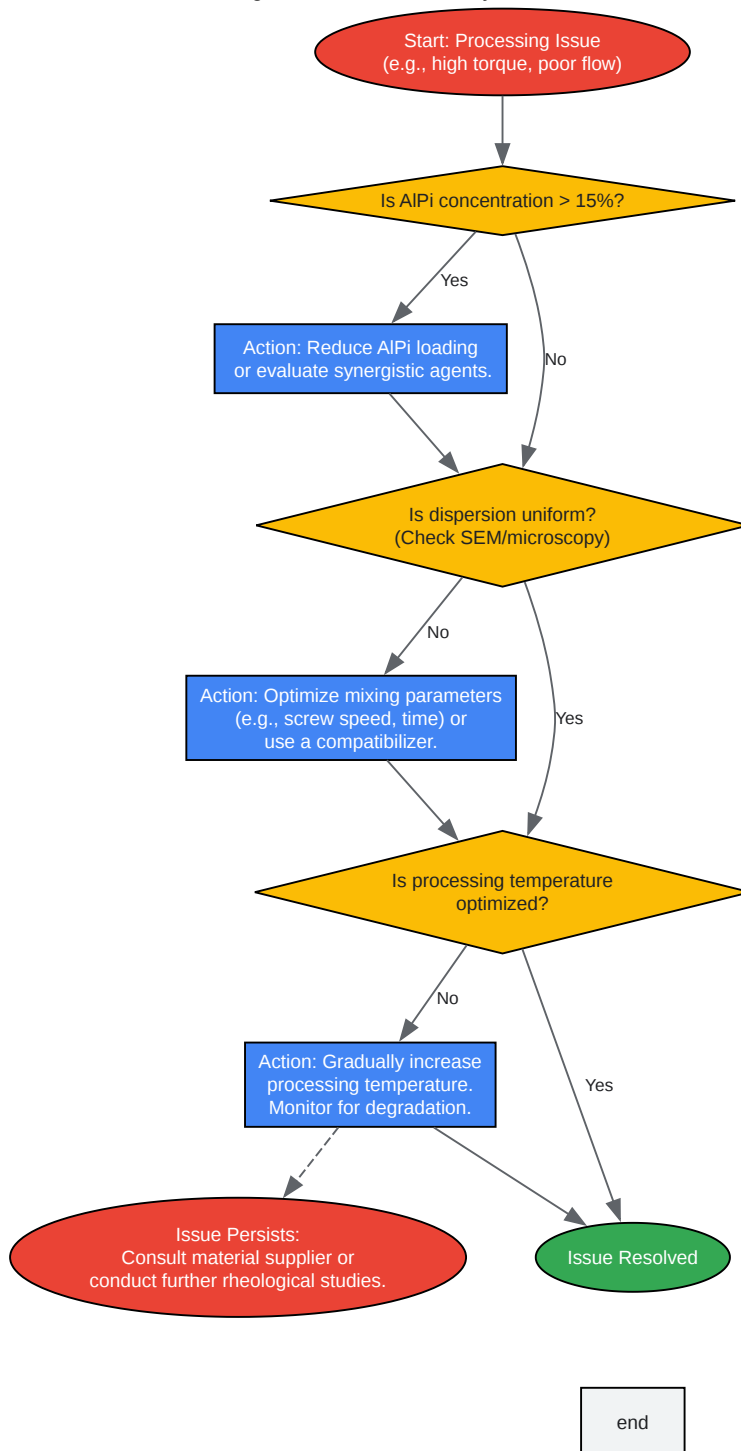 Start: Processing Issue
(e.g., high torque, poor flow)
Is AlPi concentration > 15%?
Yes
Action: Reduce AlPi loading
or evaluate synergistic agents.
No
Is dispersion uniform?
(Check SEM/microscopy)
No
Action: Optimize mixing parameters
(e.g., screw speed, time) or
use a compatibilizer.
Yes
Is processing temperature
optimized?
No
Action: Gradually increase
processing temperature.
Monitor for degradation.
Yes
Issue Persists:
Consult material supplier or
conduct further rheological studies.
Issue Resolved
end